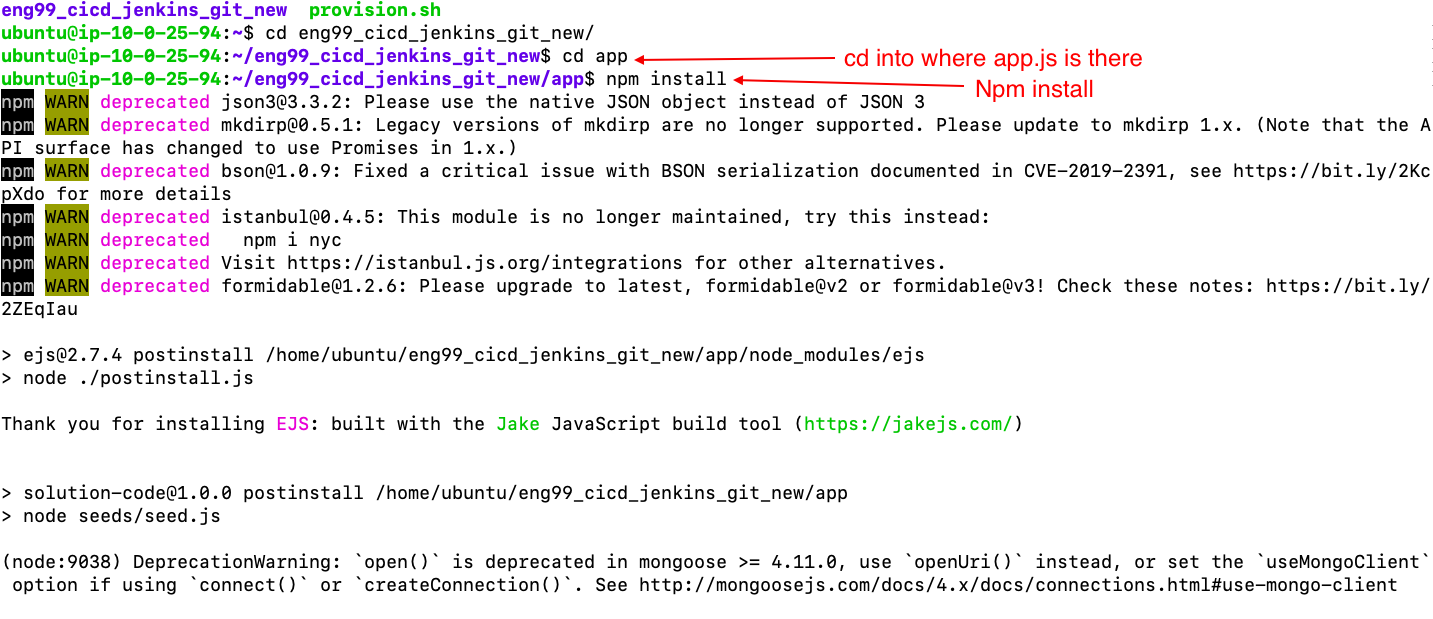 eng99_cicd_jenkins_git_new  provision.sh
ubuntu@ip-10-0-25-94:~$ cd eng99_cicd_jenkins_git_new/
ubuntu@ip-10-0-25-94:~/eng99_cicd_jenkins_git_new$ cd app
cd into where app.js is there
ubuntu@ip-10-0-25-94:~/eng99_cicd_jenkins_git_new/app$ npm install
Npm install
npm WARN deprecated json3@3.3.2: Please use the native JSON object instead of JSON 3
npm WARN deprecated mkdirp@0.5.1: Legacy versions of mkdirp are no longer supported. Please update to mkdirp 1.x. (Note that the A
PI surface has changed to use Promises in 1.x.)
npm WARN deprecated bson@1.0.9: Fixed a critical issue with BSON serialization documented in CVE-2019-2391, see https://bit.ly/2Kc
pXdo for more details
npm WARN deprecated istanbul@0.4.5: This module is no longer maintained, try this instead:
npm WARN deprecated   npm i nyc
npm WARN deprecated Visit https://istanbul.js.org/integrations for other alternatives.
npm WARN deprecated formidable@1.2.6: Please upgrade to latest, formidable@v2 or formidable@v3! Check these notes: https://bit.ly/
2ZEqIau
> ejs@2.7.4 postinstall /home/ubuntu/eng99_cicd_jenkins_git_new/app/node_modules/ejs
> node ./postinstall.js
Thank you for installing EJS: built with the Jake JavaScript build tool (https://jakejs.com/)
> solution-code@1.0.0 postinstall /home/ubuntu/eng99_cicd_jenkins_git_new/app
> node seeds/seed.js
(node:9038) DeprecationWarning: `open()` is deprecated in mongoose >= 4.11.0, use `openUri()` instead, or set the `useMongoClient`
 option if using `connect()` or `createConnection()`. See http://mongoosejs.com/docs/4.x/docs/connections.html#use-mongo-client